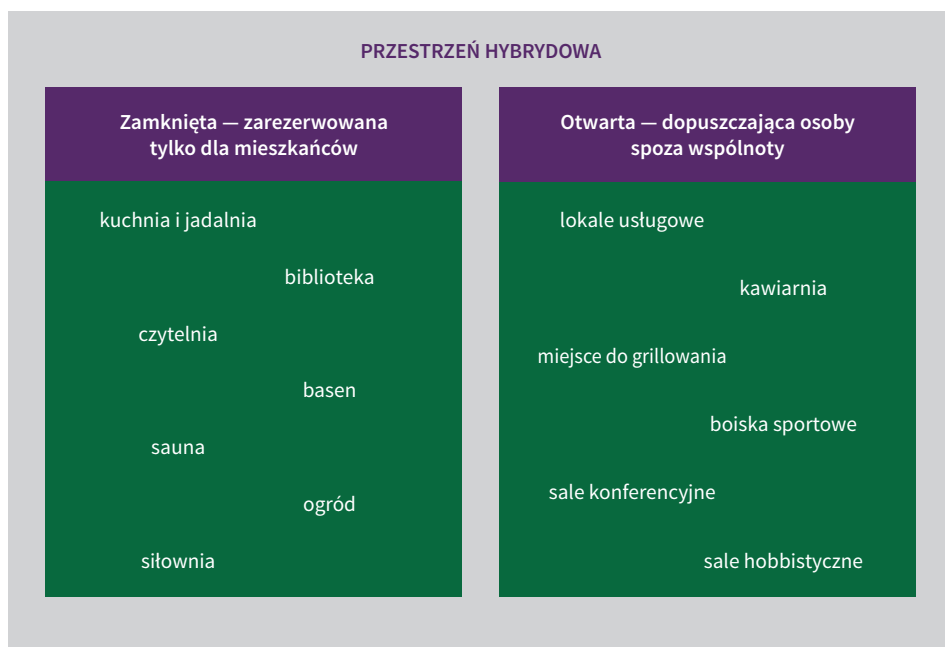 PRZESTRZEŃ HYBRYDOWA
Zamknięta — zarezerwowana
tylko dla mieszkańców
kuchnia i jadalnia
biblioteka
czytelnia
basen
sauna
ogród
siłownia
Otwarta — dopuszczająca osoby
spoza wspólnoty
lokale usługowe
kawiarnia
miejsce do grillowania
boiska sportowe
sale konferencyjne
sale hobbistyczne